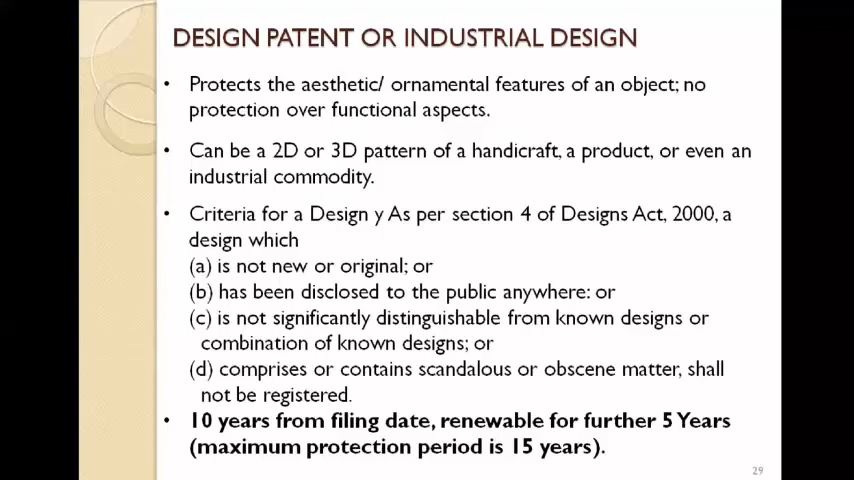 DESIGN PATENT OR INDUSTRIAL DESIGN
• Protects the aesthetic/ ornamental features of an object; no
protection over functional aspects.
• Can be a 2D or 3D pattern of a handicraft, a product, or even an
industrial commodity.
• Criteria for a Design y As per section 4 of Designs Act, 2000, a
design which
(a) is not new or original; or
(b) has been disclosed to the public anywhere: or
(c) is not significantly distinguishable from known designs or
combination of known designs; or
(d) comprises or contains scandalous or obscene matter, shall
not be registered.
• 10 years from filing date, renewable for further 5 Years
(maximum protection period is 15 years).
29